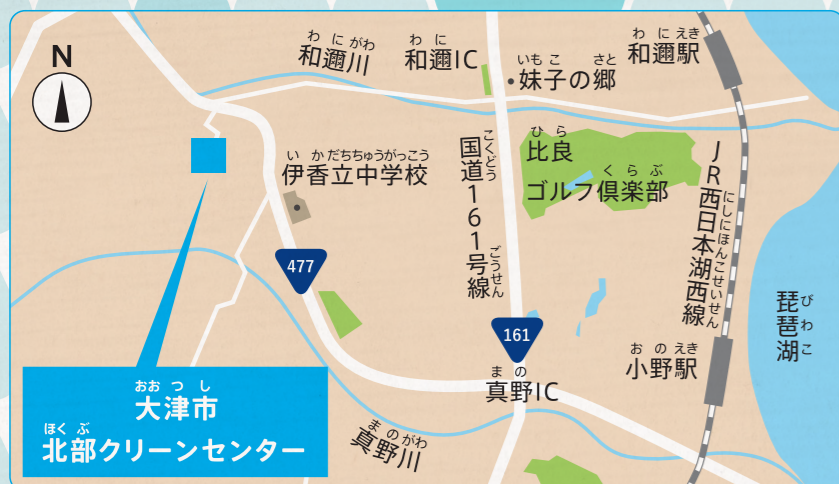 N
わにがわ
和邇川
わに
和邇IC
いもこ さと
妹子の郷
わにえき
和邇駅
いかだちちゅうがっこう
伊香立中学校
こくどう ごうせん
国道161号線
ひら
比良
くらぶ
ゴルフ倶楽部
にしにほんこせいせん
JR西日本湖西線
びわこ
琵琶湖
477
161
まの
真野IC
おのえき
小野駅
まのがわ
真野川
おおつし
大津市
ほくぶ
北部クリーンセンター